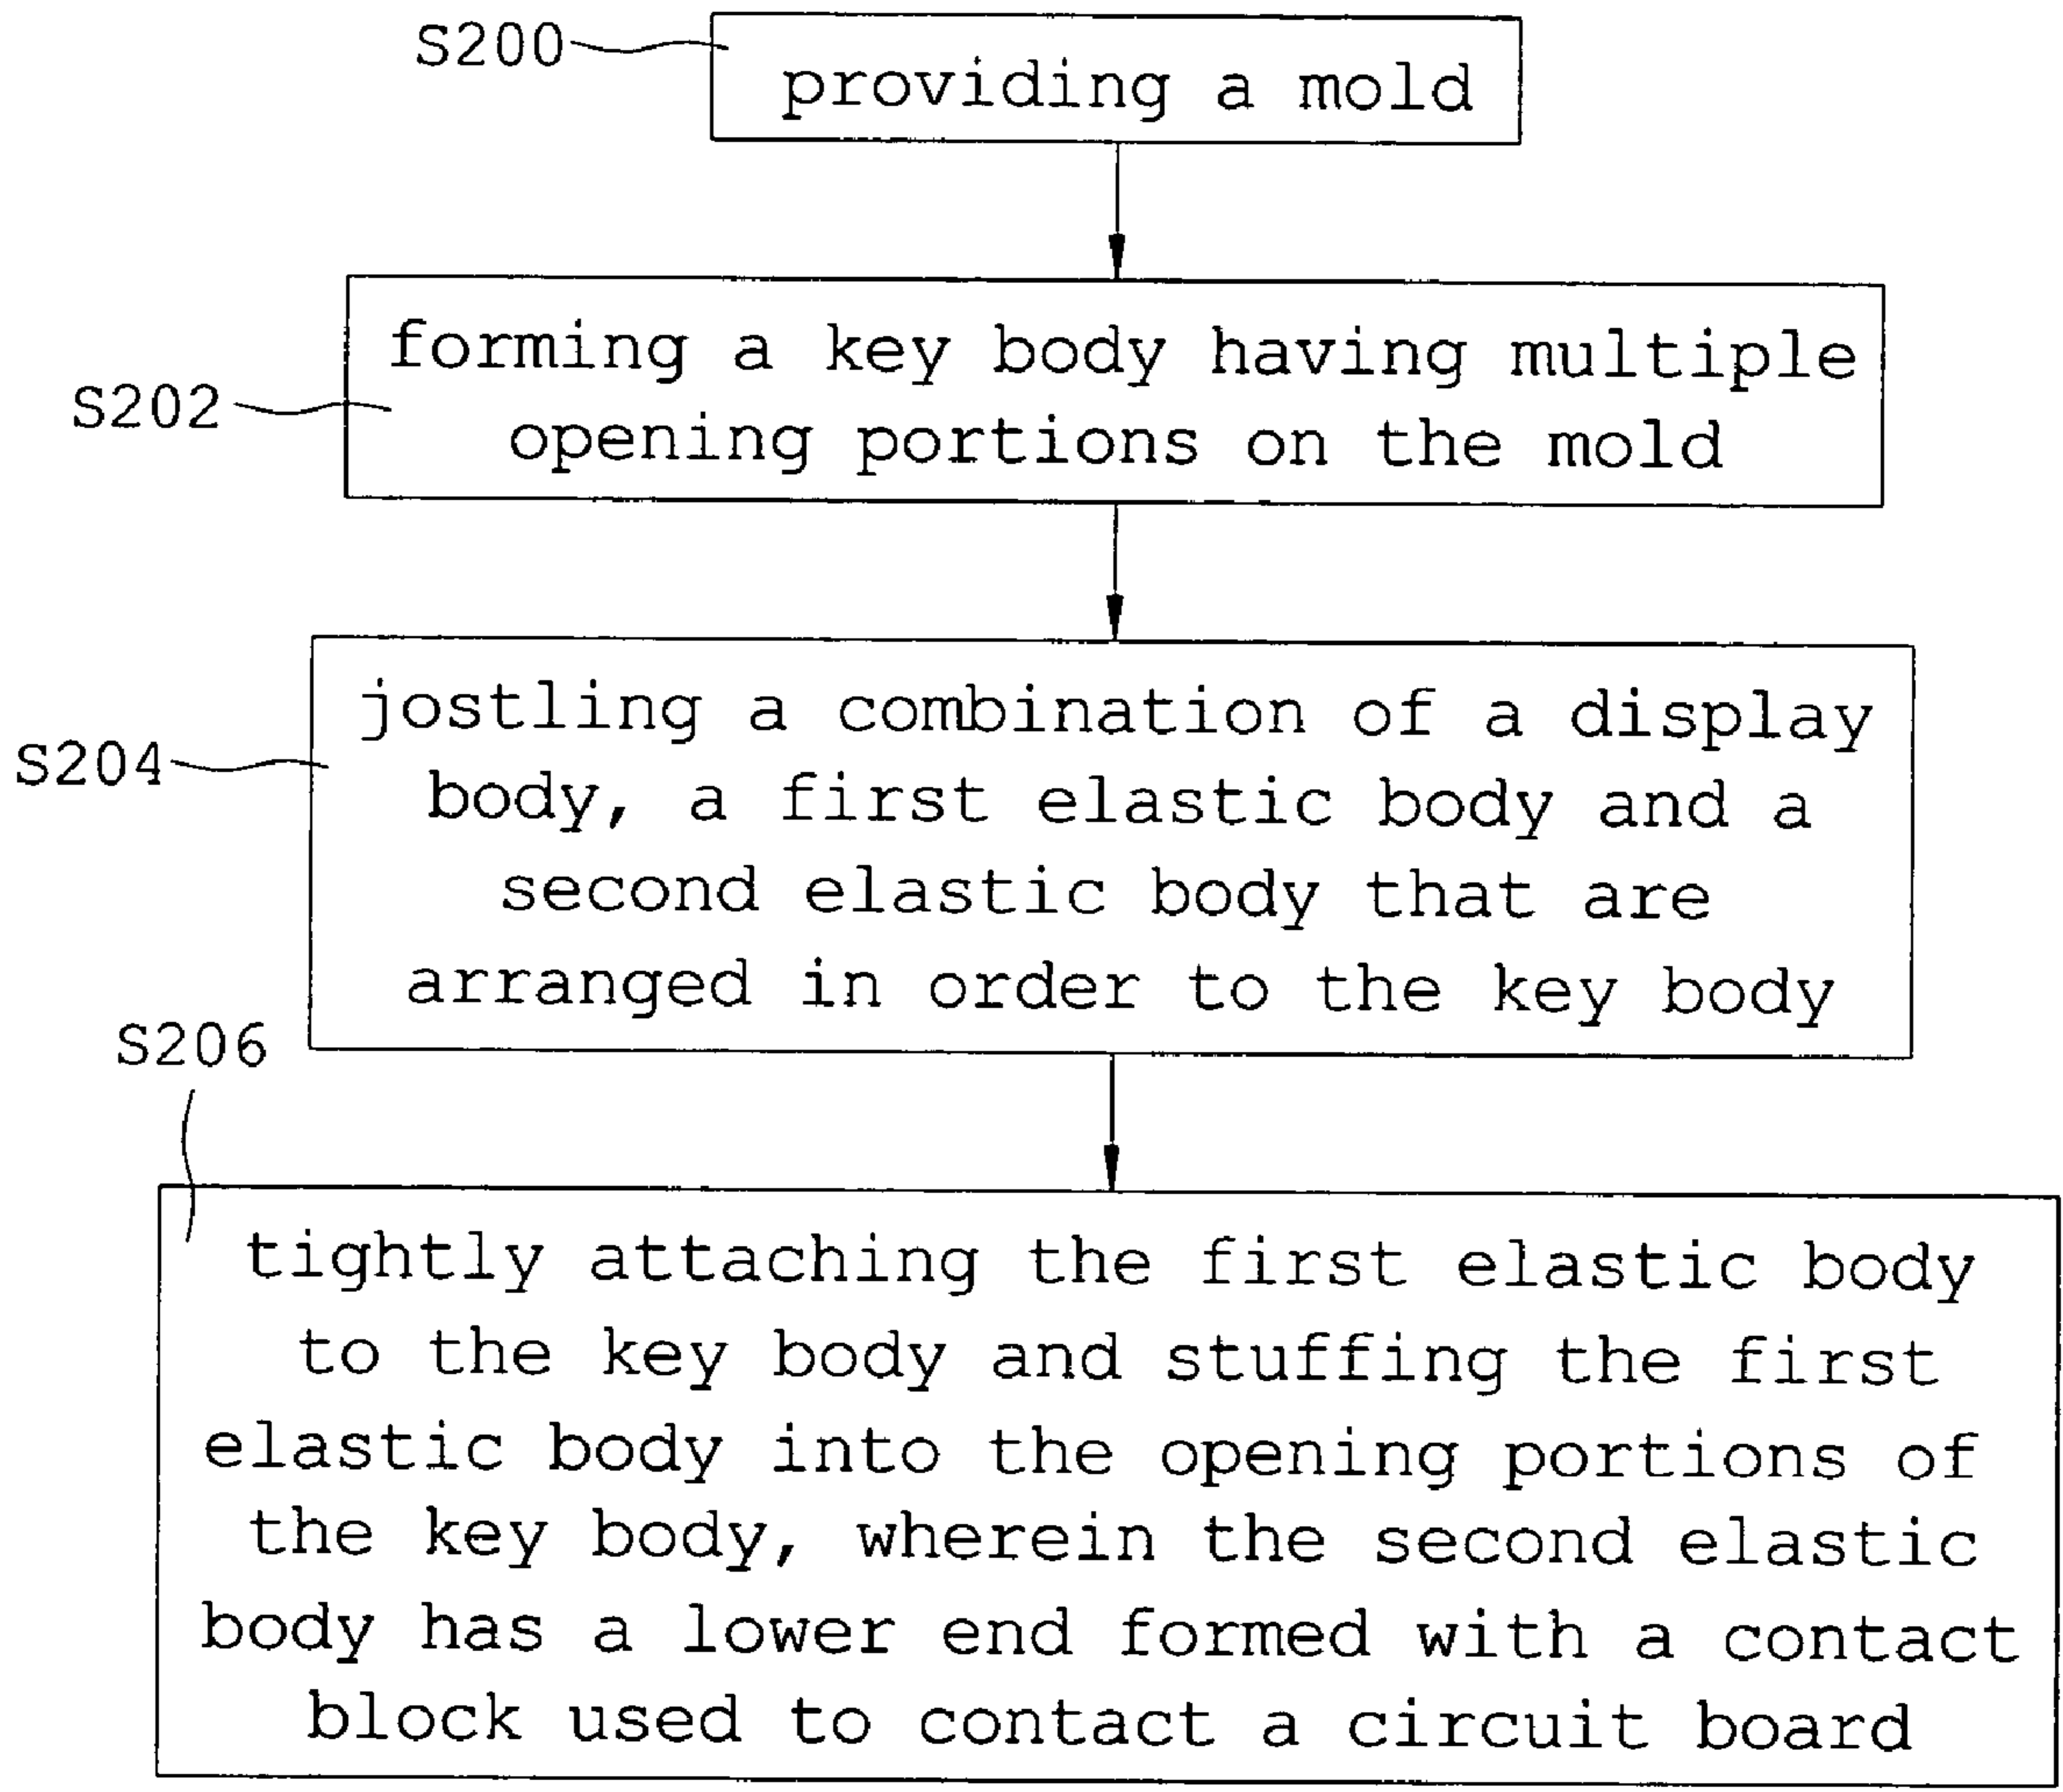 S200
providing a mold
S202
forming a key body having multiple
opening portions on the mold
S204
jostling a combination of a display
body, a first elastic body and a
second elastic body that are
arranged in order to the key body
S206
tightly attaching the first elastic body
to the key body and stuffing the first
elastic body into the opening portions of
the key body, wherein the second elastic
body has a lower end formed with a contact
block used to contact a circuit board